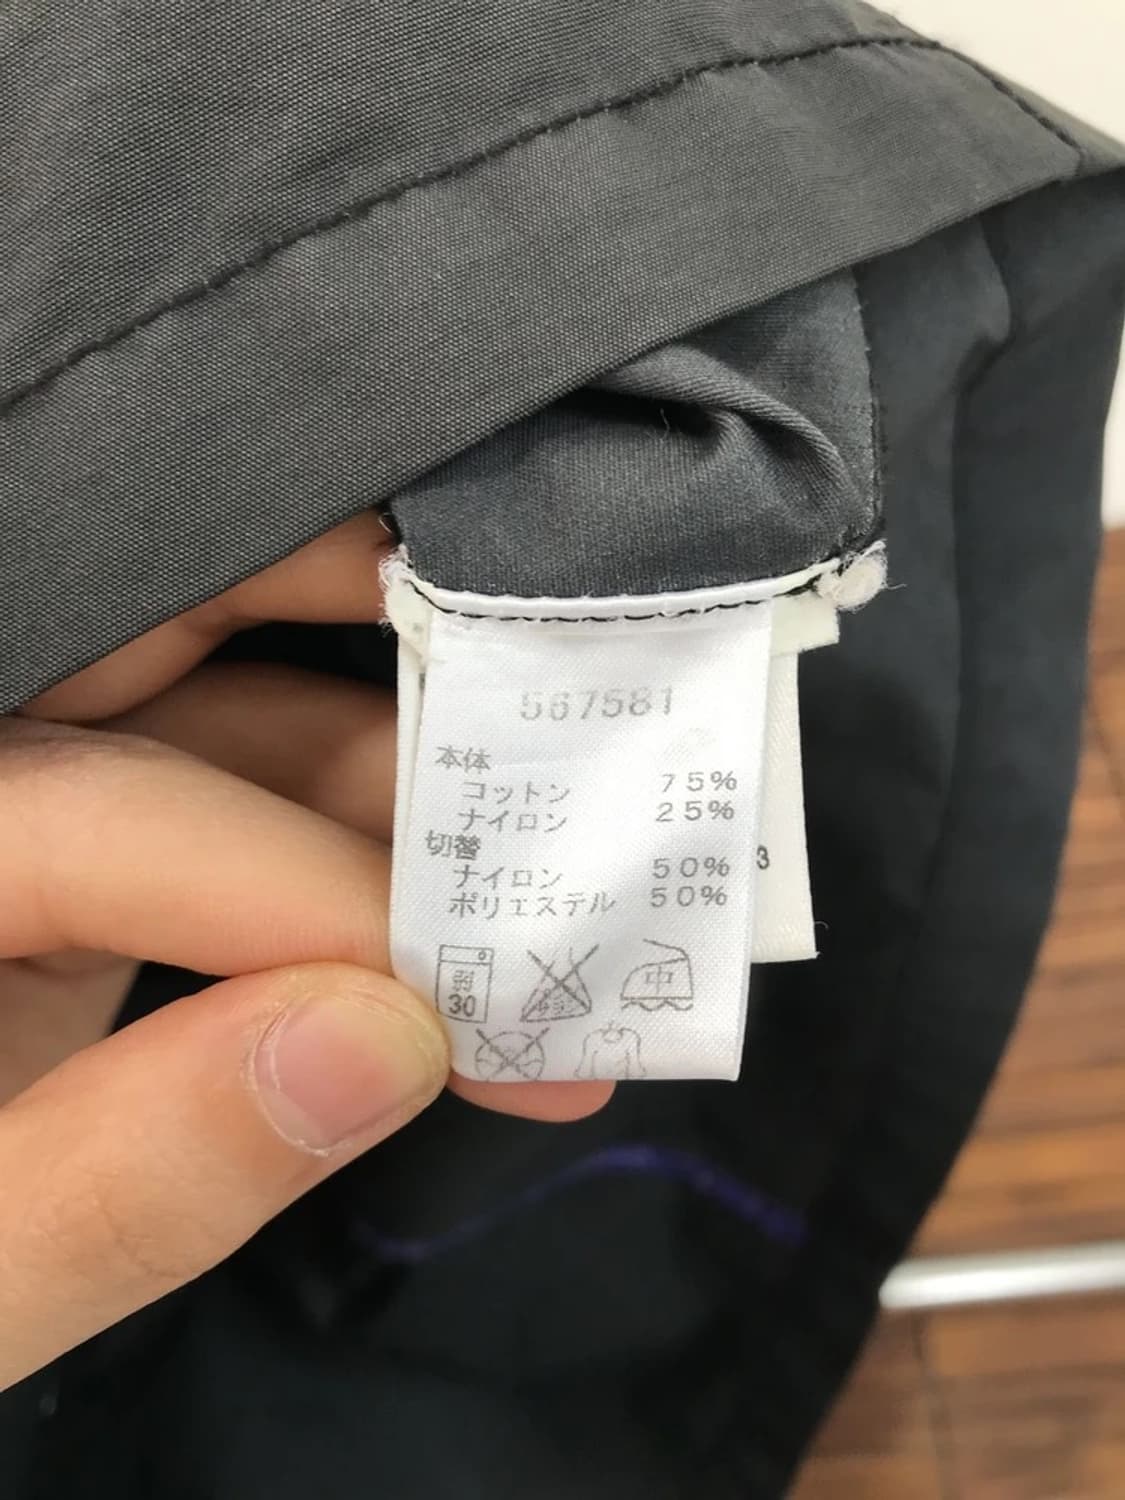 567581
本体
コットン 75%
ナイロン 25%
切替
ナイロン 50%
ポリエステル 50%
3
弱 中
30